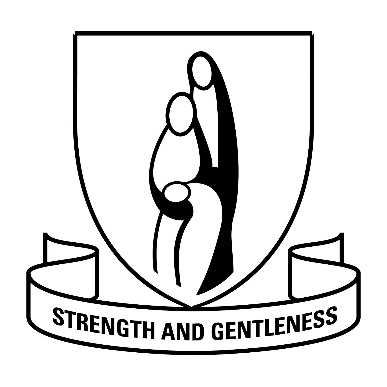 STRENGTH AND GENTLENESS